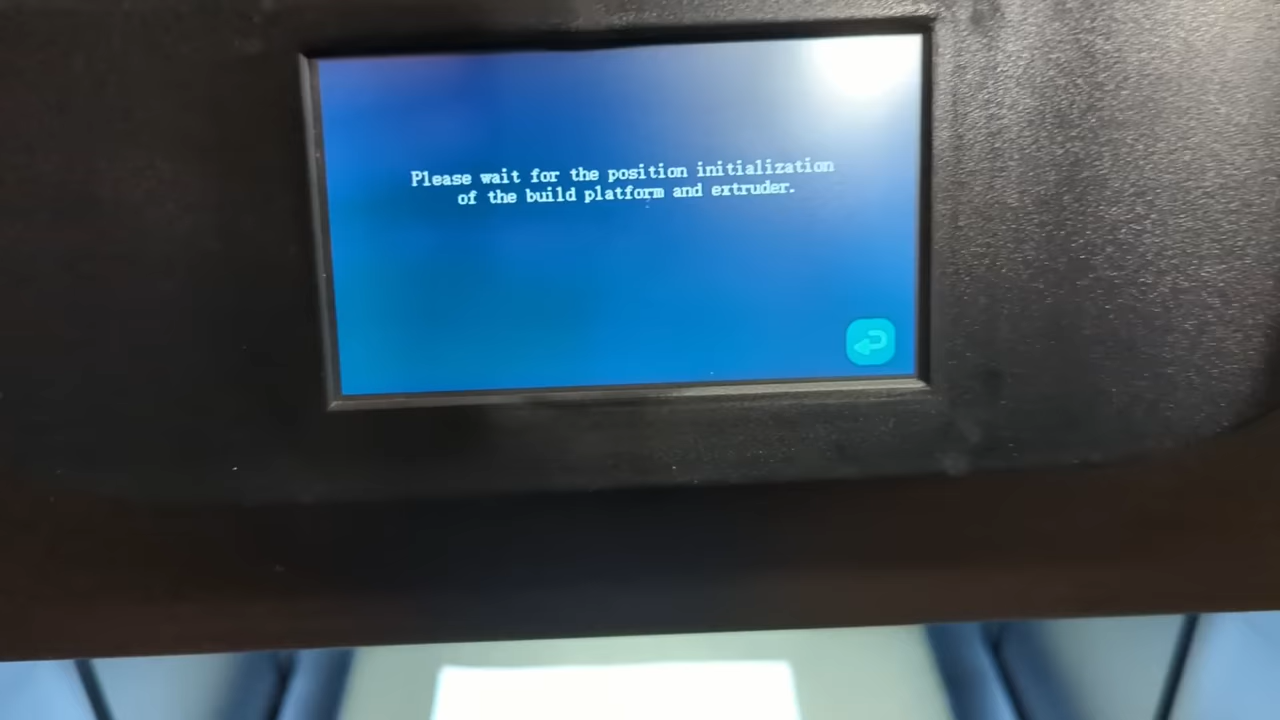 Please wait for the position initialization
of the build platform and extruder.